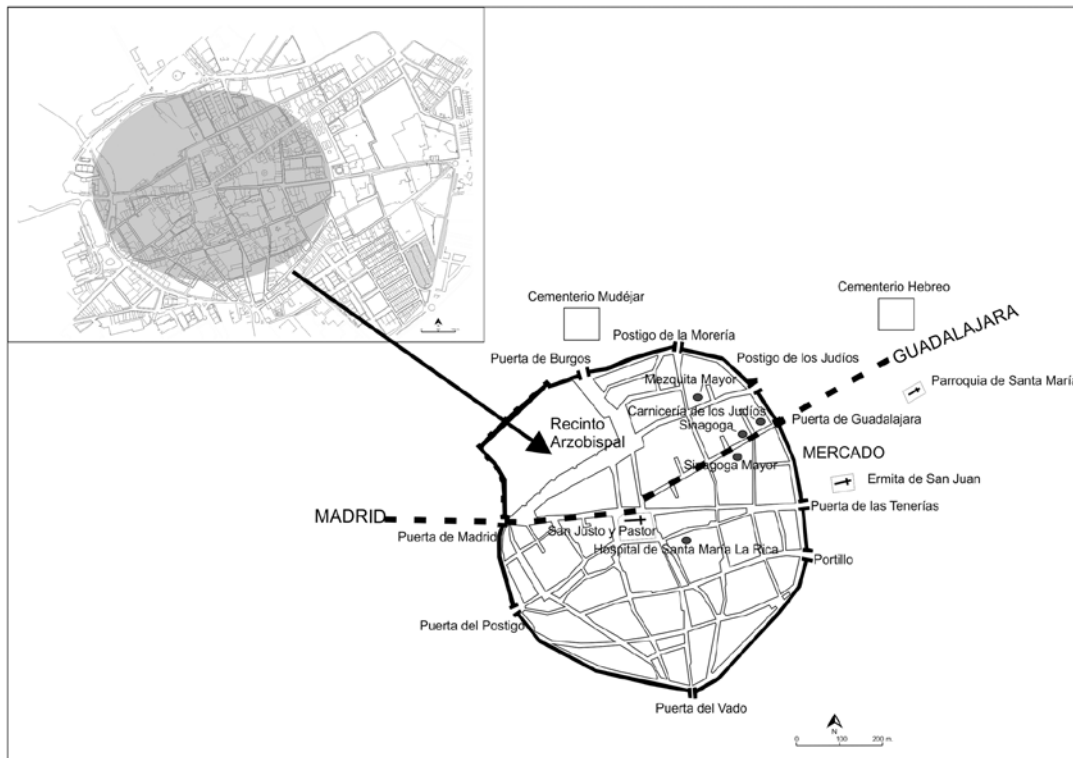 Cementerio Mudéjar
Cementerio Hebreo
Postigo de la Morería
Puerta de Burgos
Postigo de los Judíos
GUADALAJARA
Mezquita Mayor
Parroquia de Santa María
Carnicería de los Judíos
Puerta de Guadalajara
Recinto
Arzobispal
Sinagoga
MERCADO
Sinagoga Mayor
Ermita de San Juan
MADRID
Puerta de las Tenerías
Puerta de Madrid
San Justo y Pastor
Hospital de Santa María La Rica
Portillo
Puerta del Postigo
Puerta del Vado
N
0 100 200 m.